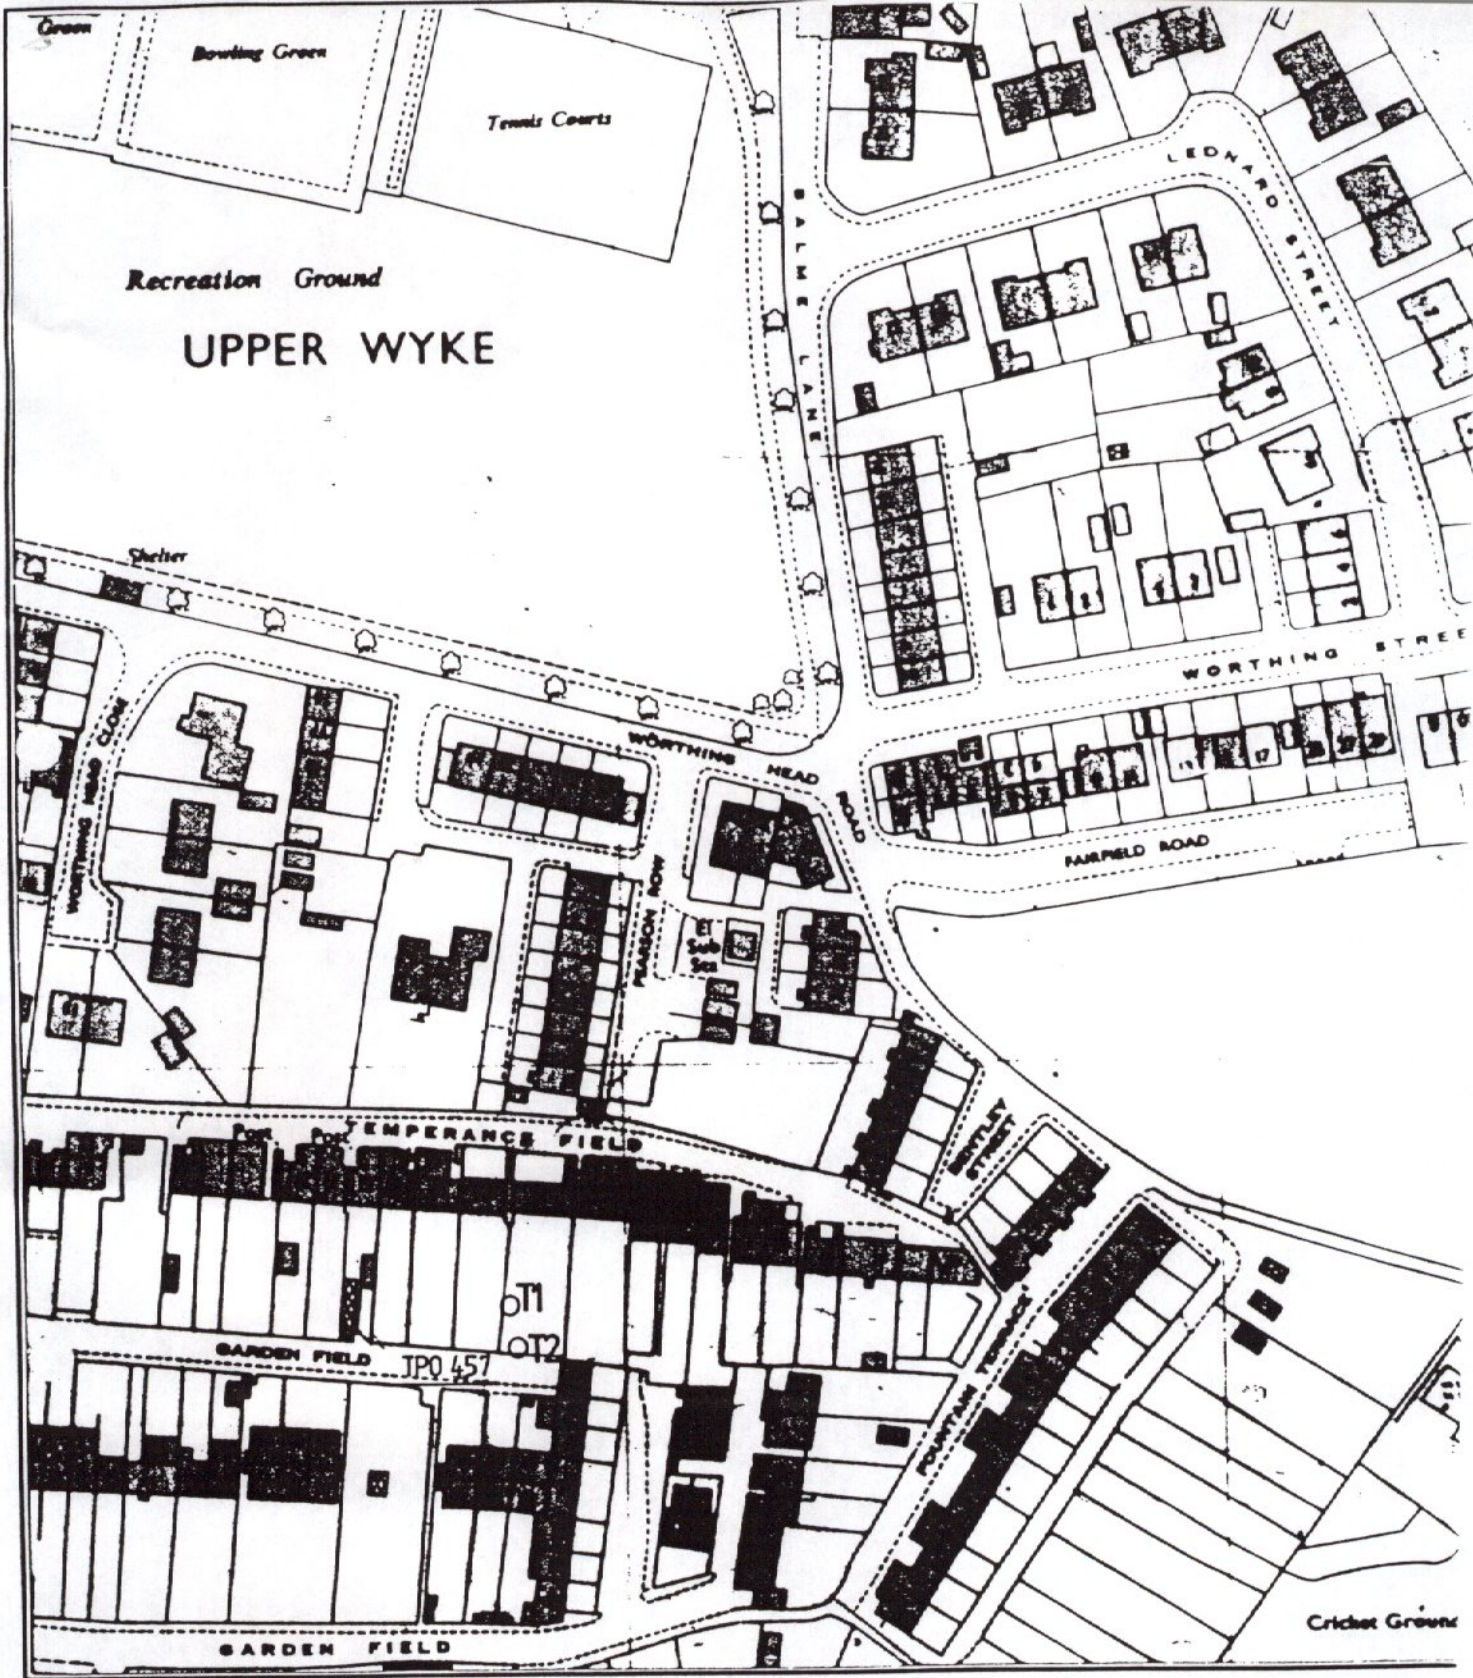 Green
Bowling Green
Tennis Courts
Recreation Ground
UPPER WYKE
BALME LANE
LEONARD STREET
Shelter
WORTHING HEAD CLOSE
WORTHING HEAD ROAD
WORTHING STREE
17
FAIRFIELD ROAD
PEARSON ROW
El
Sub
Sta
Post
Post
TEMPERANCE FIELD
BENTLEY
STREET
T1
T2
GARDEN FIELD
TPO 457
FOUNTAIN TERRACE
GARDEN FIELD
Cricket Ground